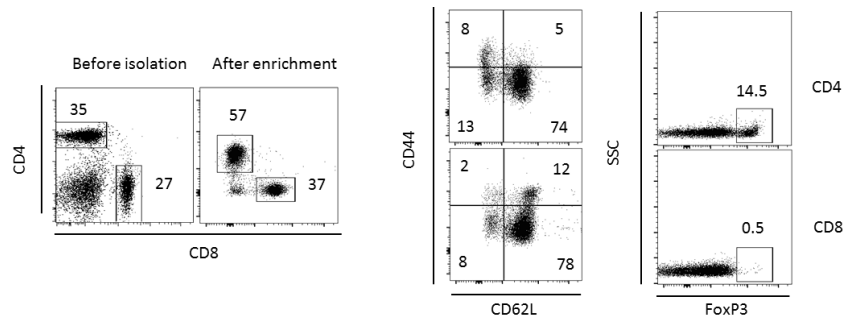 Before isolation
After enrichment
35
27
57
37
CD4
CD8
8
5
13
74
2
12
8
78
CD44
CD62L
14.5
CD4
0.5
CD8
SSC
FoxP3